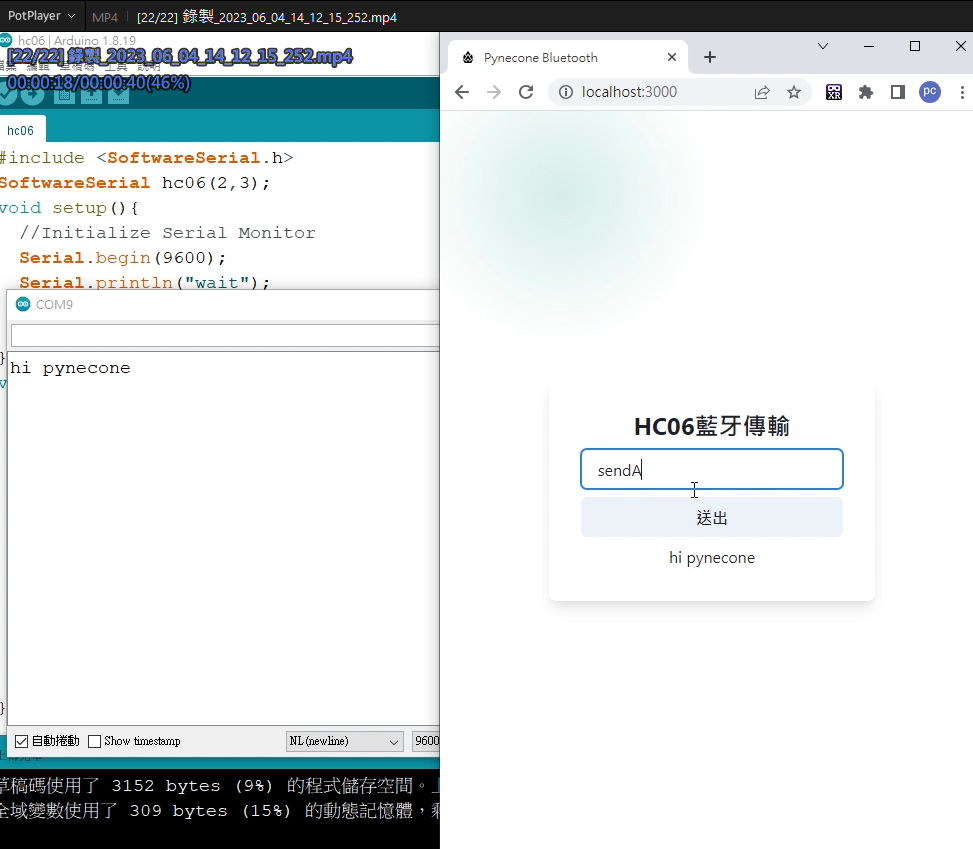 PotPlayer MP4 [22/22] 錄製_2023_06_04_14_12_15_252.mp4
hc06 | Arduino 1.8.19
[22/22] 錄製_2023_06_04_14_12_15_252.mp4
00:00:18/00:00:40(46%)
hc06
#include <SoftwareSerial.h>
SoftwareSerial hc06(2,3);
void setup(){
//Initialize Serial Monitor
Serial.begin(9600);
Serial.println("wait");
}
v
}
COM9
hi pynecone
自動捲動 Show timestamp NL(newline) 9600
草稿碼使用了 3152 bytes (9%) 的程式儲存空間。
全域變數使用了 309 bytes (15%) 的動態記憶體，
Pynecone Bluetooth
localhost:3000
XR
pc
HC06藍牙傳輸
sendA
送出
hi pynecone